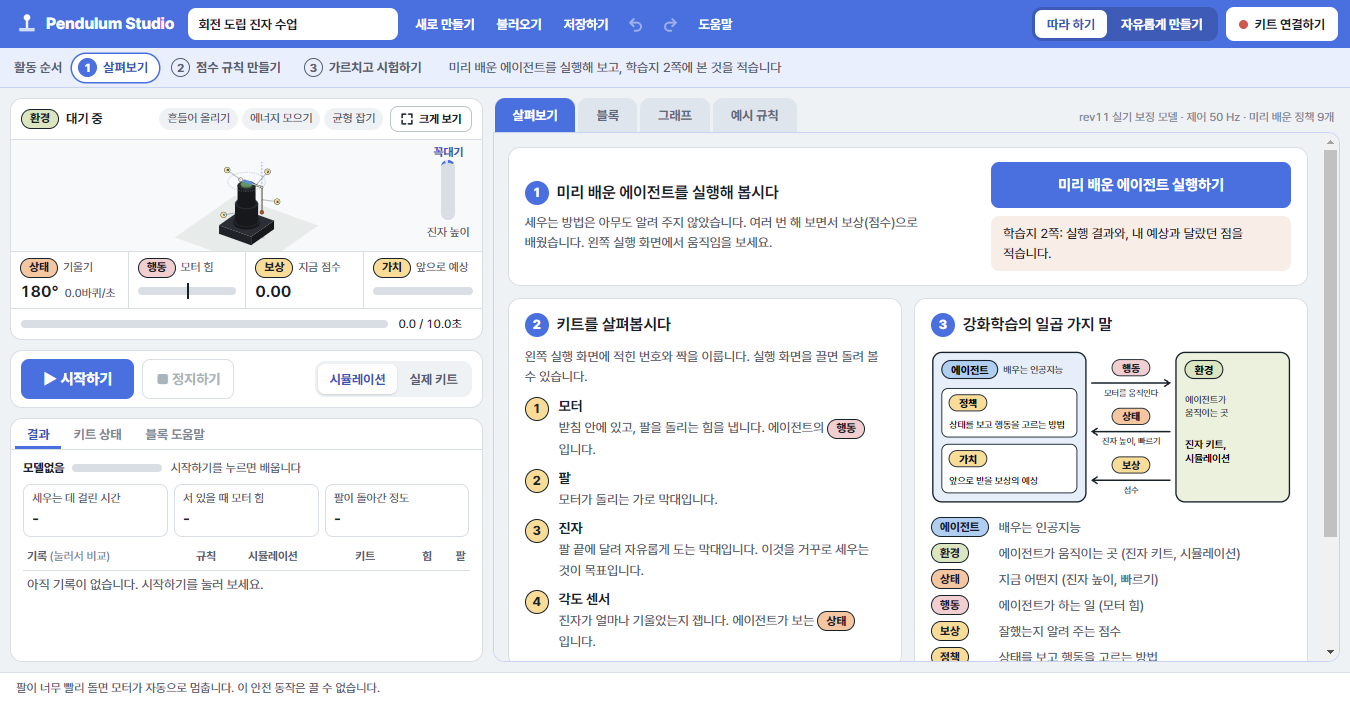 Pendulum Studio
회전 도립 진자 수업
새로 만들기
불러오기
저장하기
도움말
따라 하기
자유롭게 만들기
키트 연결하기
활동 순서
1 살펴보기
2 점수 규칙 만들기
3 가르치고 시험하기
미리 배운 에이전트를 실행해 보고, 학습지 2쪽에 본 것을 적습니다
환경 대기 중
흔들어 올리기
에너지 모으기
균형 잡기
크게 보기
꼭대기
진자 높이
상태 기울기
180° 0.0바퀴/초
행동 모터 힘
보상 지금 점수
0.00
가치 앞으로 예상
0.0 / 10.0초
▶ 시작하기
정지하기
시뮬레이션
실제 키트
결과
키트 상태
블록 도움말
모델없음
시작하기를 누르면 배웁니다
세우는 데 걸린 시간
-
서 있을 때 모터 힘
-
팔이 돌아간 정도
-
기록 (눌러서 비교) 규칙 시뮬레이션 키트 힘 팔
아직 기록이 없습니다. 시작하기를 눌러 보세요.
살펴보기
블록
그래프
예시 규칙
rev11 실기 보정 모델 · 제어 50 Hz · 미리 배운 정책 9개
1 미리 배운 에이전트를 실행해 봅시다
세우는 방법은 아무도 알려 주지 않았습니다. 여러 번 해 보면서 보상(점수)으로
배웠습니다. 왼쪽 실행 화면에서 움직임을 보세요.
미리 배운 에이전트 실행하기
학습지 2쪽: 실행 결과와, 내 예상과 달랐던 점을
적습니다.
2 키트를 살펴봅시다
왼쪽 실행 화면에 적힌 번호와 짝을 이룹니다. 실행 화면을 끌면 돌려 볼
수 있습니다.
1 모터
받침 안에 있고, 팔을 돌리는 힘을 냅니다. 에이전트의 행동
입니다.
2 팔
모터가 돌리는 가로 막대입니다.
3 진자
팔 끝에 달려 자유롭게 도는 막대입니다. 이것을 거꾸로 세우는
것이 목표입니다.
4 각도 센서
진자가 얼마나 기울었는지 잽니다. 에이전트가 보는 상태
입니다.
3 강화학습의 일곱 가지 말
에이전트 배우는 인공지능
정책
상태를 보고 행동을 고르는 방법
가치
앞으로 받을 보상의 예상
행동
모터를 움직인다
상태
진자 높이, 빠르기
보상
점수
환경
에이전트가
움직이는 곳
진자 키트,
시뮬레이션
에이전트 배우는 인공지능
환경 에이전트가 움직이는 곳 (진자 키트, 시뮬레이션)
상태 지금 어떤지 (진자 높이, 빠르기)
행동 에이전트가 하는 일 (모터 힘)
보상 잘했는지 알려 주는 점수
정책 상태를 보고 행동을 고르는 방법
팔이 너무 빨리 돌면 모터가 자동으로 멈춥니다. 이 안전 동작은 끌 수 없습니다.